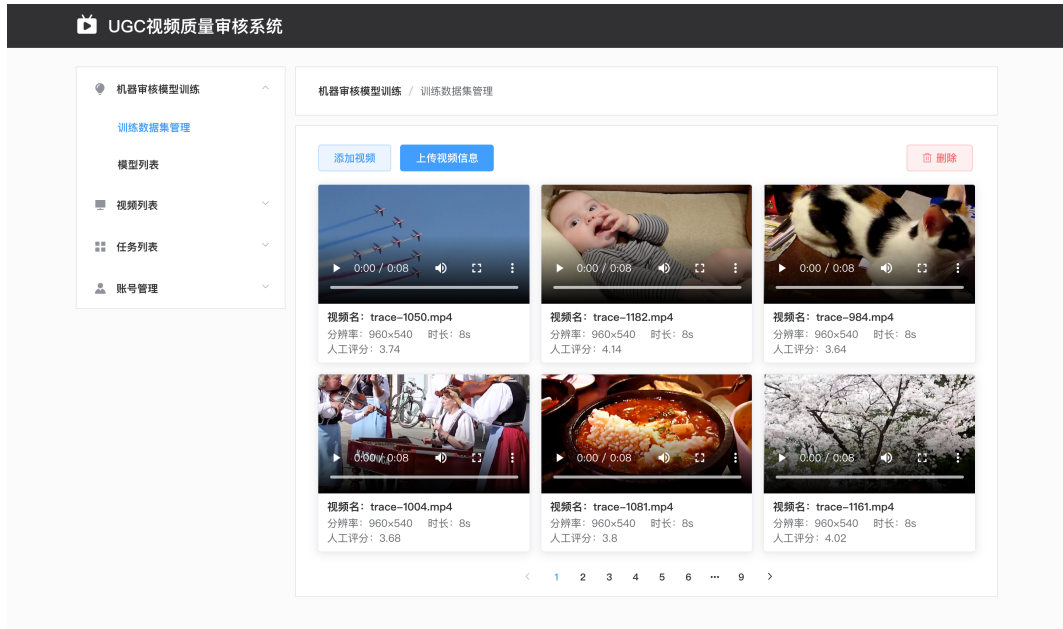 UGC视频质量审核系统
机器审核模型训练
训练数据集管理
模型列表
视频列表
任务列表
账号管理
机器审核模型训练 / 训练数据集管理
添加视频 上传视频信息 删除
0:00 / 0:08 0:00 / 0:08 0:00 / 0:08
视频名：trace-1050.mp4 视频名：trace-1182.mp4 视频名：trace-984.mp4
分辨率：960×540 时长：8s 分辨率：960×540 时长：8s 分辨率：960×540 时长：8s
人工评分：3.74 人工评分：4.14 人工评分：3.64
0:00 / 0:08 0:00 / 0:08 0:00 / 0:08
视频名：trace-1004.mp4 视频名：trace-1081.mp4 视频名：trace-1161.mp4
分辨率：960×540 时长：8s 分辨率：960×540 时长：8s 分辨率：960×540 时长：8s
人工评分：3.68 人工评分：3.8 人工评分：4.02
1 2 3 4 5 6 ··· 9